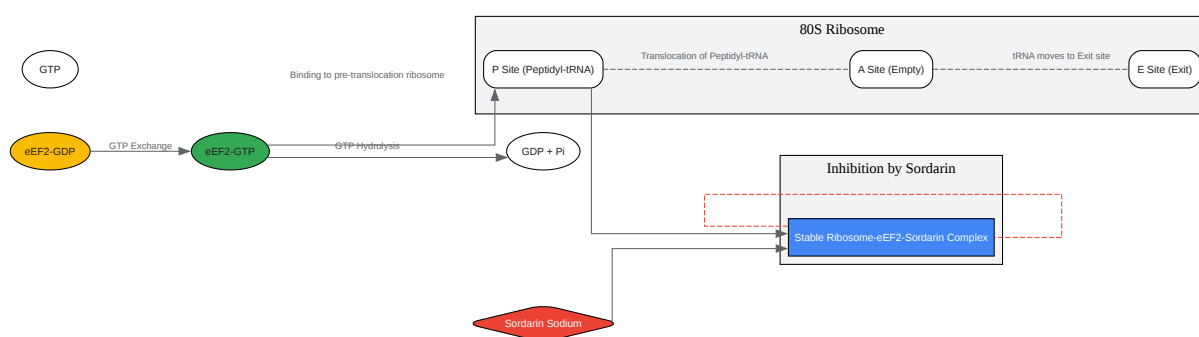 80S Ribosome
GTP
Binding to pre-translocation ribosome
P Site (Peptidyl-tRNA)
Translocation of Peptidyl-tRNA
A Site (Empty)
tRNA moves to Exit site
E Site (Exit)
eEF2-GDP
GTP Exchange
eEF2-GTP
GTP Hydrolysis
GDP + Pi
Inhibition by Sordarin
Stable Ribosome-eEF2-Sordarin Complex
Sordarin Sodium